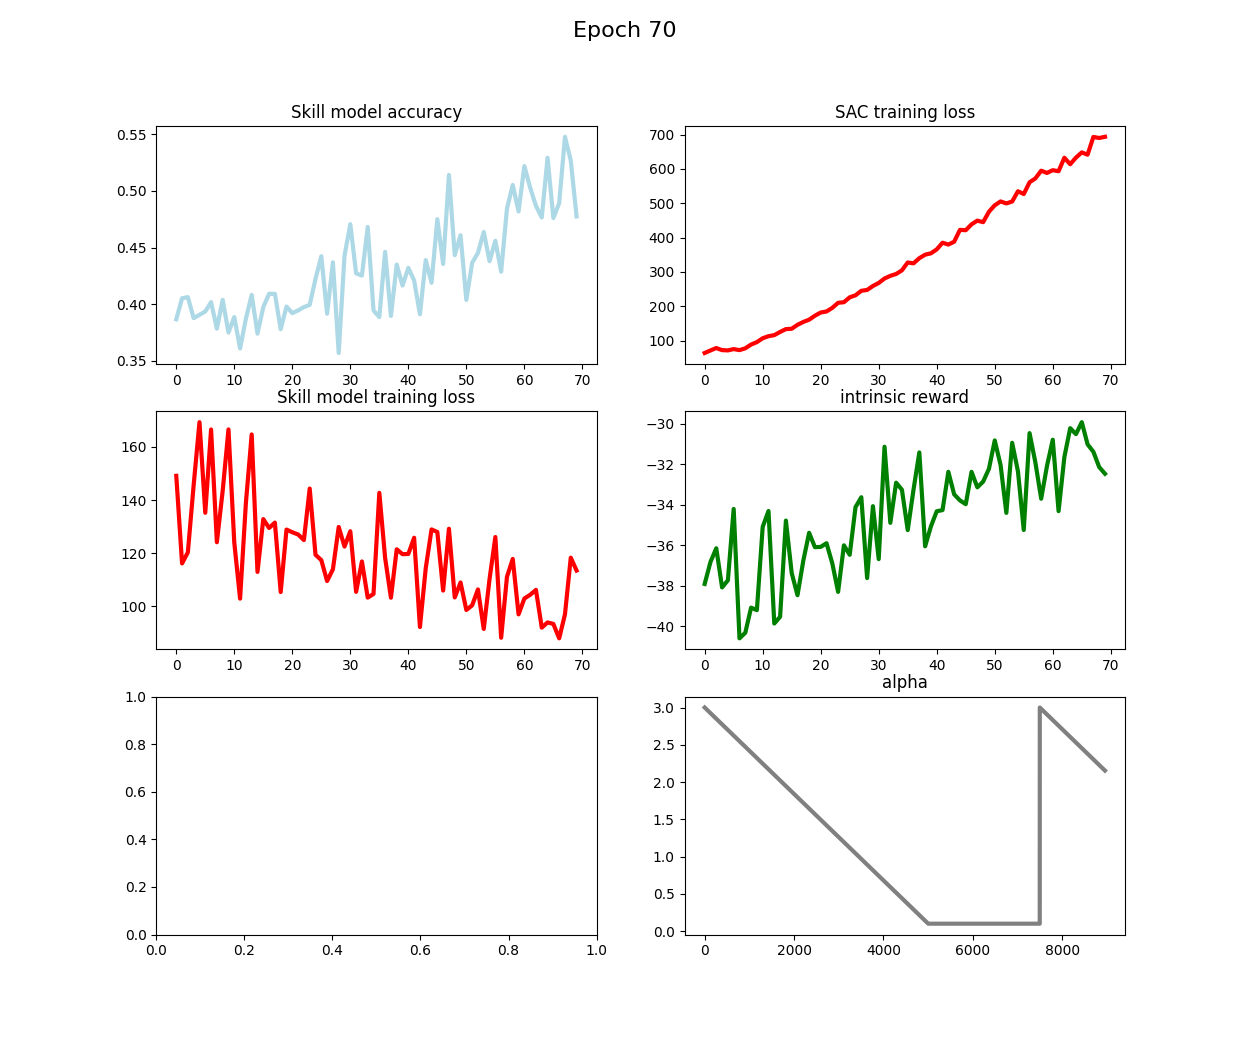 Epoch 70
Skill model accuracy
0.55
0.50
0.45
0.40
0.35
0 10 20 30 40 50 60 70
SAC training loss
700
600
500
400
300
200
100
0 10 20 30 40 50 60 70
Skill model training loss
160
140
120
100
0 10 20 30 40 50 60 70
intrinsic reward
−30
−32
−34
−36
−38
−40
0 10 20 30 40 50 60 70
1.0
0.8
0.6
0.4
0.2
0.0
0.0 0.2 0.4 0.6 0.8 1.0
alpha
3.0
2.5
2.0
1.5
1.0
0.5
0.0
0 2000 4000 6000 8000